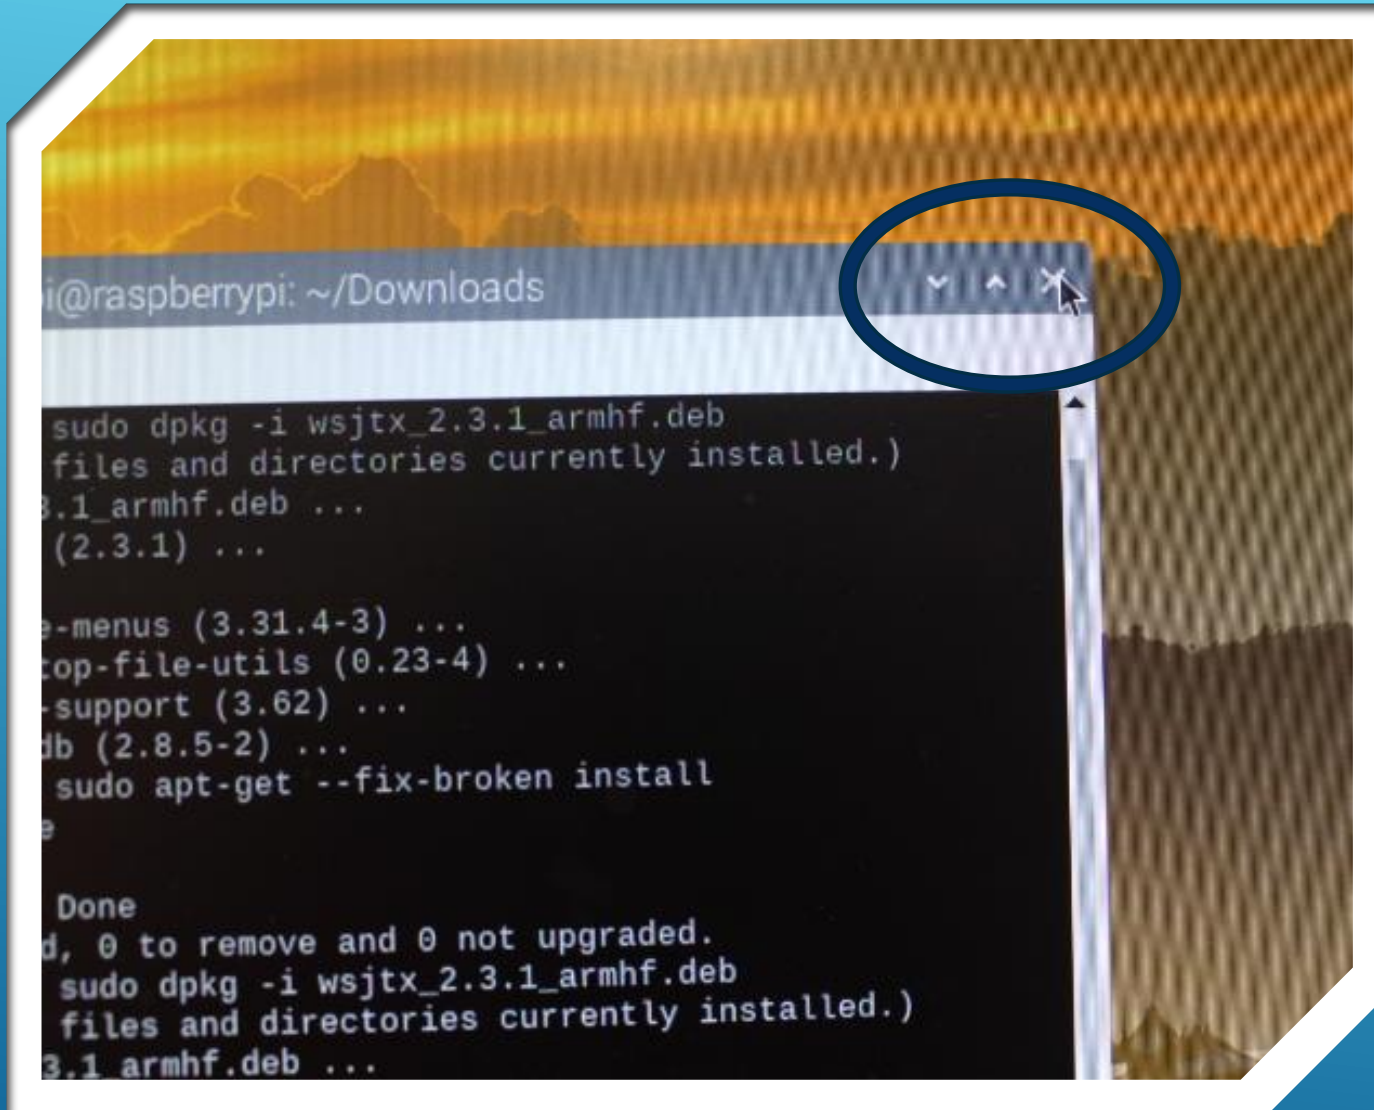 i@raspberrypi: ~/Downloads
sudo dpkg -i wsjtx_2.3.1_armhf.deb
files and directories currently installed.)
3.1_armhf.deb ...
(2.3.1) ...
e-menus (3.31.4-3) ...
top-file-utils (0.23-4) ...
-support (3.62) ...
db (2.8.5-2) ...
sudo apt-get --fix-broken install
e
Done
d, 0 to remove and 0 not upgraded.
sudo dpkg -i wsjtx_2.3.1_armhf.deb
files and directories currently installed.)
3.1_armhf.deb ...